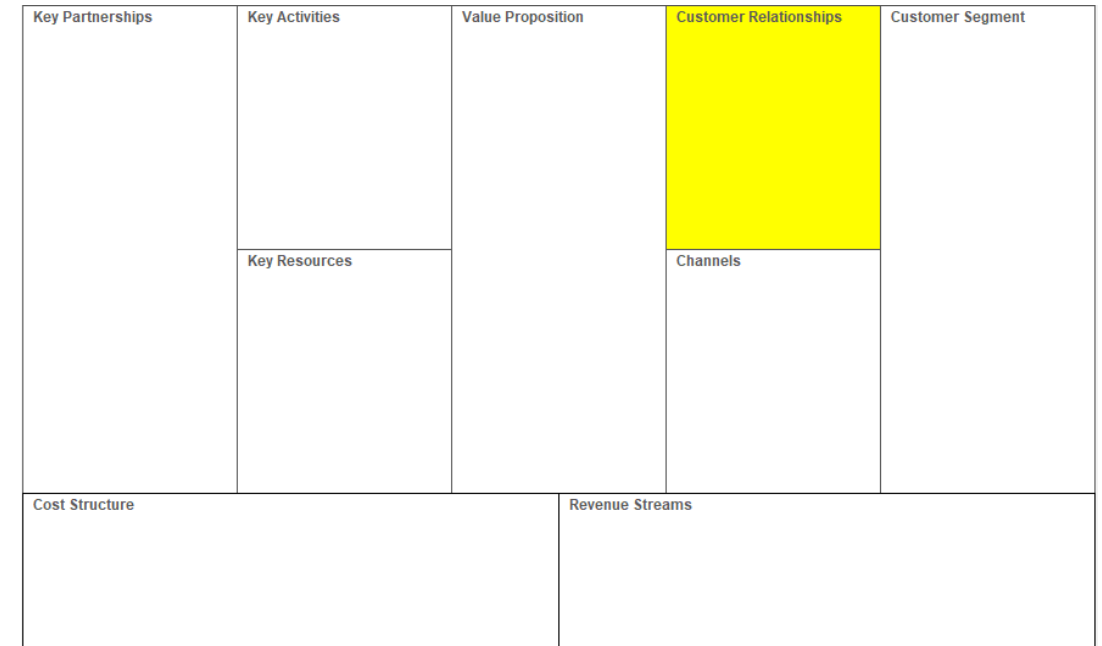 Key Partnerships
Key Activities
Value Proposition
Customer Relationships
Customer Segment
Key Resources
Channels
Cost Structure
Revenue Streams